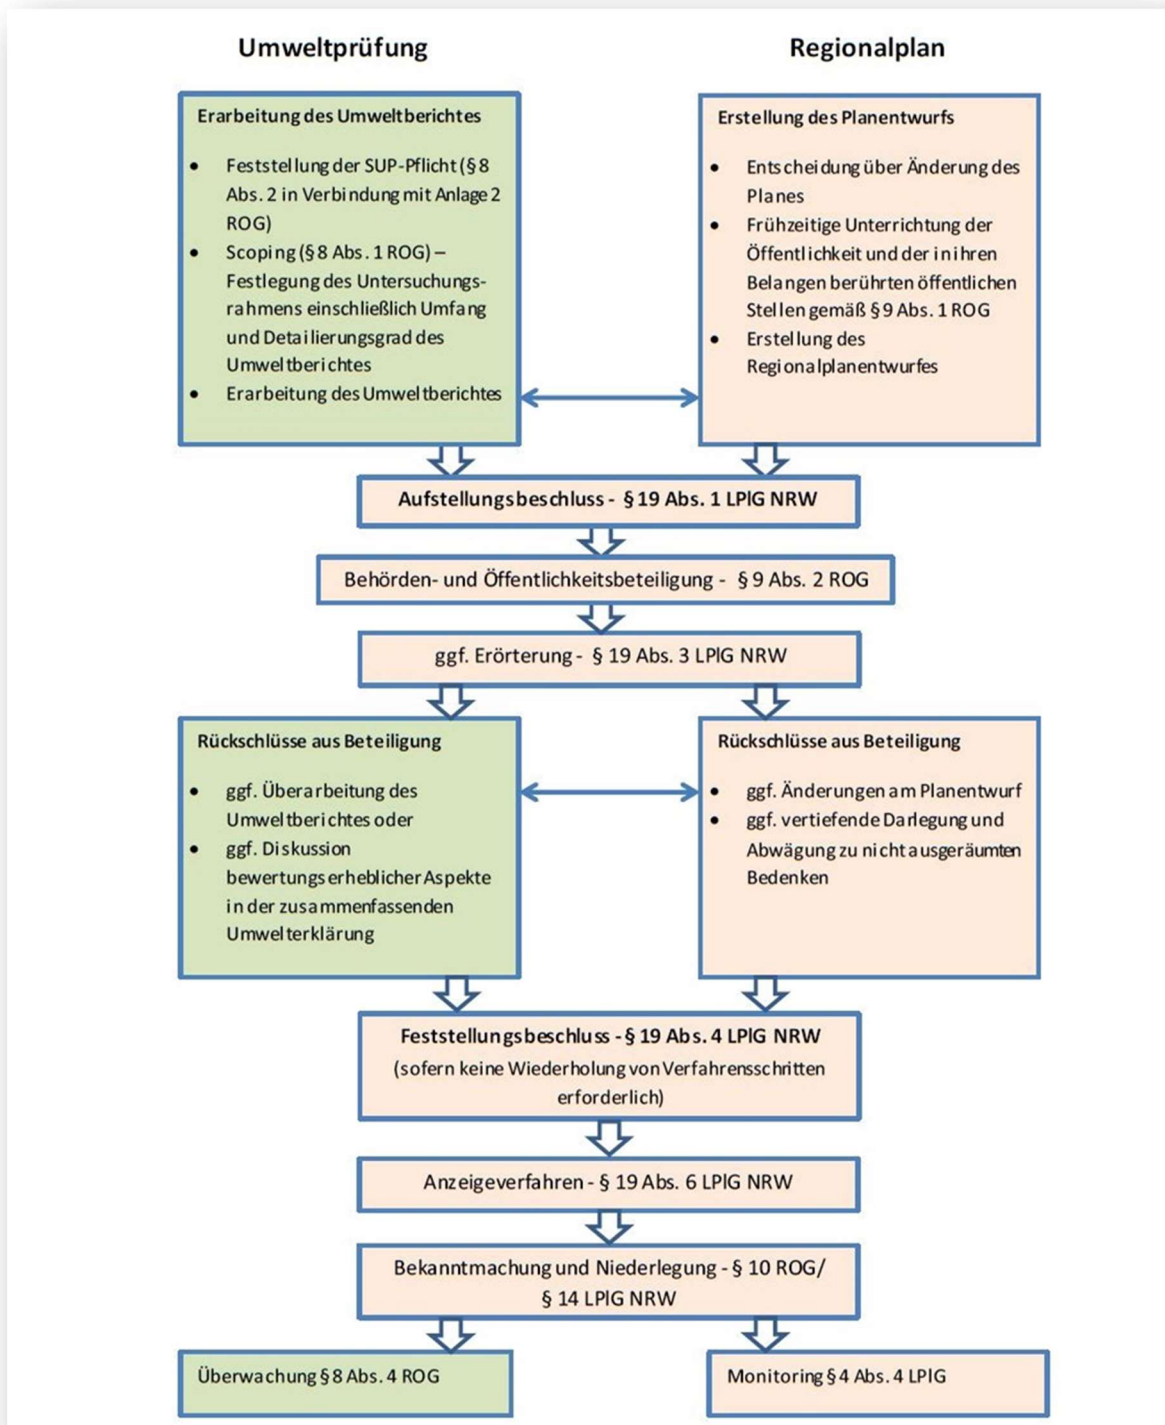 Umweltprüfung
Regionalplan
Erarbeitung des Umweltberichtes
• Feststellung der SUP-Pflicht (§ 8
Abs. 2 in Verbindung mit Anlage 2
ROG)
• Scoping (§ 8 Abs. 1 ROG) –
Festlegung des Untersuchungs-
rahmens einschließlich Umfang
und Detailierungsgrad des
Umweltberichtes
• Erarbeitung des Umweltberichtes
Erstellung des Planentwurfs
• Entscheidung über Änderung des
Planes
• Frühzeitige Unterrichtung der
Öffentlichkeit und der in ihren
Belangen berührten öffentlichen
Stellen gemäß § 9 Abs. 1 ROG
• Erstellung des
Regionalplanentwurfes
Aufstellungsbeschluss - § 19 Abs. 1 LPlG NRW
Behörden- und Öffentlichkeitsbeteiligung - § 9 Abs. 2 ROG
ggf. Erörterung - § 19 Abs. 3 LPlG NRW
Rückschlüsse aus Beteiligung
• ggf. Überarbeitung des
Umweltberichtes oder
• ggf. Diskussion
bewertungserheblicher Aspekte
in der zusammenfassenden
Umwelterklärung
Rückschlüsse aus Beteiligung
• ggf. Änderungen am Planentwurf
• ggf. vertiefende Darlegung und
Abwägung zu nicht ausgeräumten
Bedenken
Feststellungsbeschluss - § 19 Abs. 4 LPlG NRW
(sofern keine Wiederholung von Verfahrensschritten
erforderlich)
Anzeigeverfahren - § 19 Abs. 6 LPlG NRW
Bekanntmachung und Niederlegung - § 10 ROG/
§ 14 LPlG NRW
Überwachung § 8 Abs. 4 ROG
Monitoring § 4 Abs. 4 LPlG